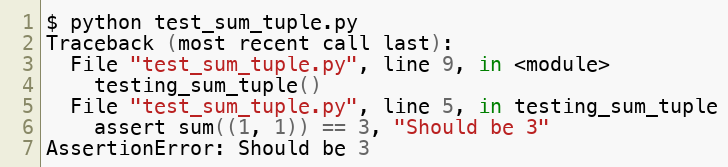 1 $ python test_sum_tuple.py
2 Traceback (most recent call last):
3   File "test_sum_tuple.py", line 9, in <module>
4     testing_sum_tuple()
5   File "test_sum_tuple.py", line 5, in testing_sum_tuple
6     assert sum((1, 1)) == 3, "Should be 3"
7 AssertionError: Should be 3